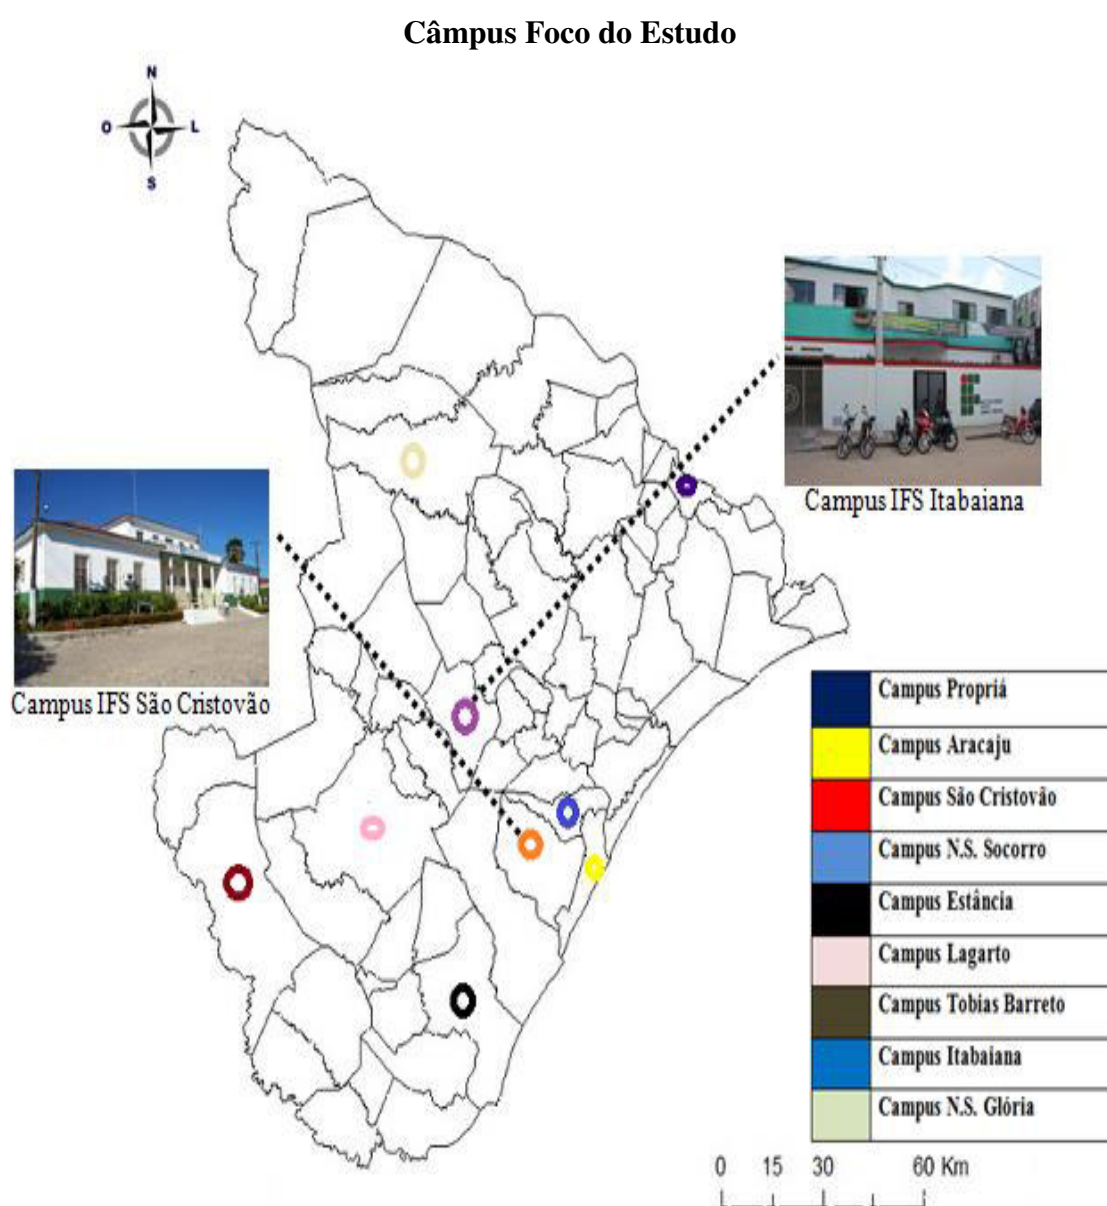 Câmpus Foco do Estudo
N
O
L
S
Campus IFS Itabaiana
Campus IFS São Cristovão
Campus Propriá
Campus Aracaju
Campus São Cristovão
Campus N.S. Socorro
Campus Estância
Campus Lagarto
Campus Tobias Barreto
Campus Itabaiana
Campus N.S. Glória
0 15 30 60 Km